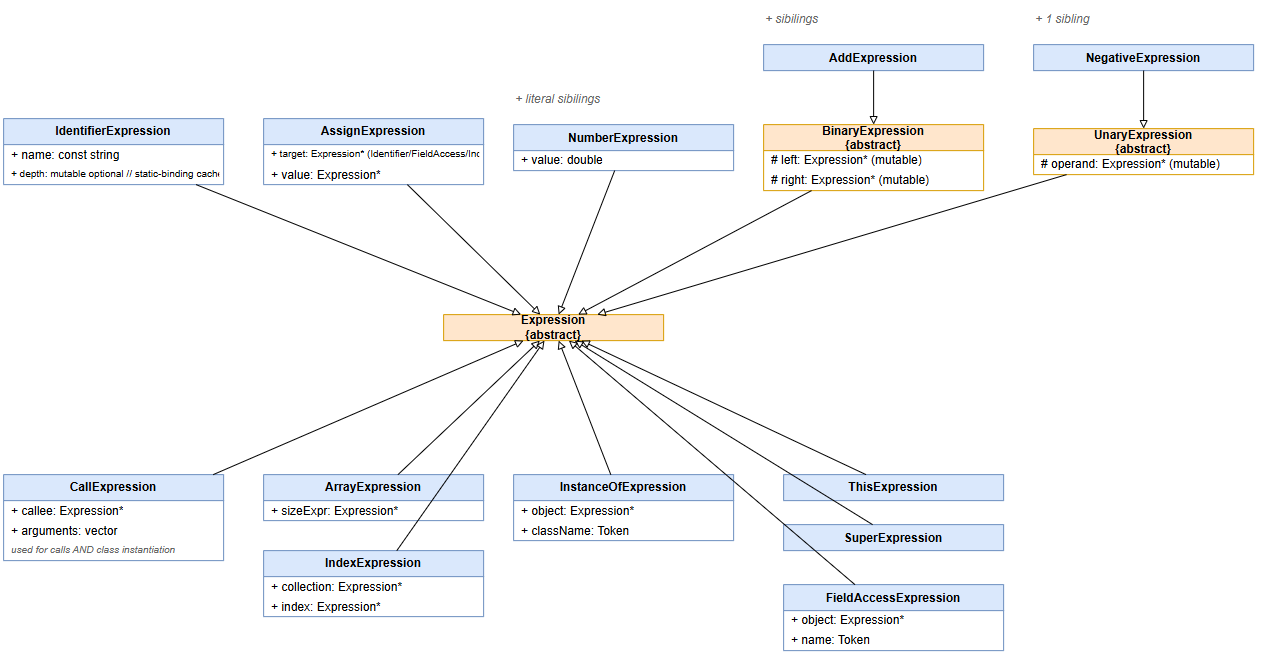 + sibilings
+ 1 sibling
AddExpression
NegativeExpression
+ literal sibilings
IdentifierExpression
+ name: const string
+ depth: mutable optional // static-binding cache
AssignExpression
+ target: Expression* (Identifier/FieldAccess/Ind
+ value: Expression*
NumberExpression
+ value: double
BinaryExpression
{abstract}
# left: Expression* (mutable)
# right: Expression* (mutable)
UnaryExpression
{abstract}
# operand: Expression* (mutable)
Expression
{abstract}
CallExpression
+ callee: Expression*
+ arguments: vector
used for calls AND class instantiation
ArrayExpression
+ sizeExpr: Expression*
IndexExpression
+ collection: Expression*
+ index: Expression*
InstanceOfExpression
+ object: Expression*
+ className: Token
ThisExpression
SuperExpression
FieldAccessExpression
+ object: Expression*
+ name: Token